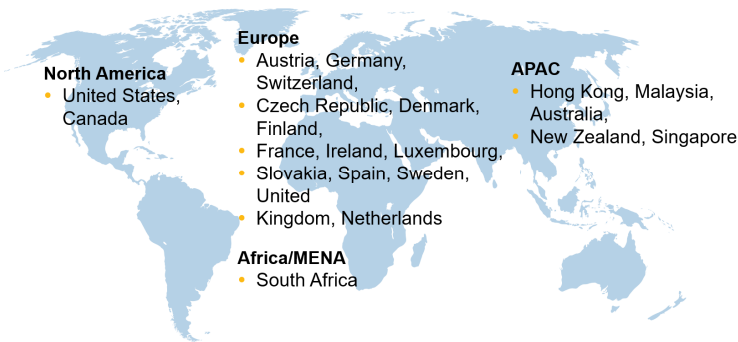 North America
• United States,
Canada
Europe
• Austria, Germany,
Switzerland,
• Czech Republic, Denmark,
Finland,
• France, Ireland, Luxembourg,
• Slovakia, Spain, Sweden,
United
• Kingdom, Netherlands
Africa/MENA
• South Africa
APAC
• Hong Kong, Malaysia,
Australia,
• New Zealand, Singapore